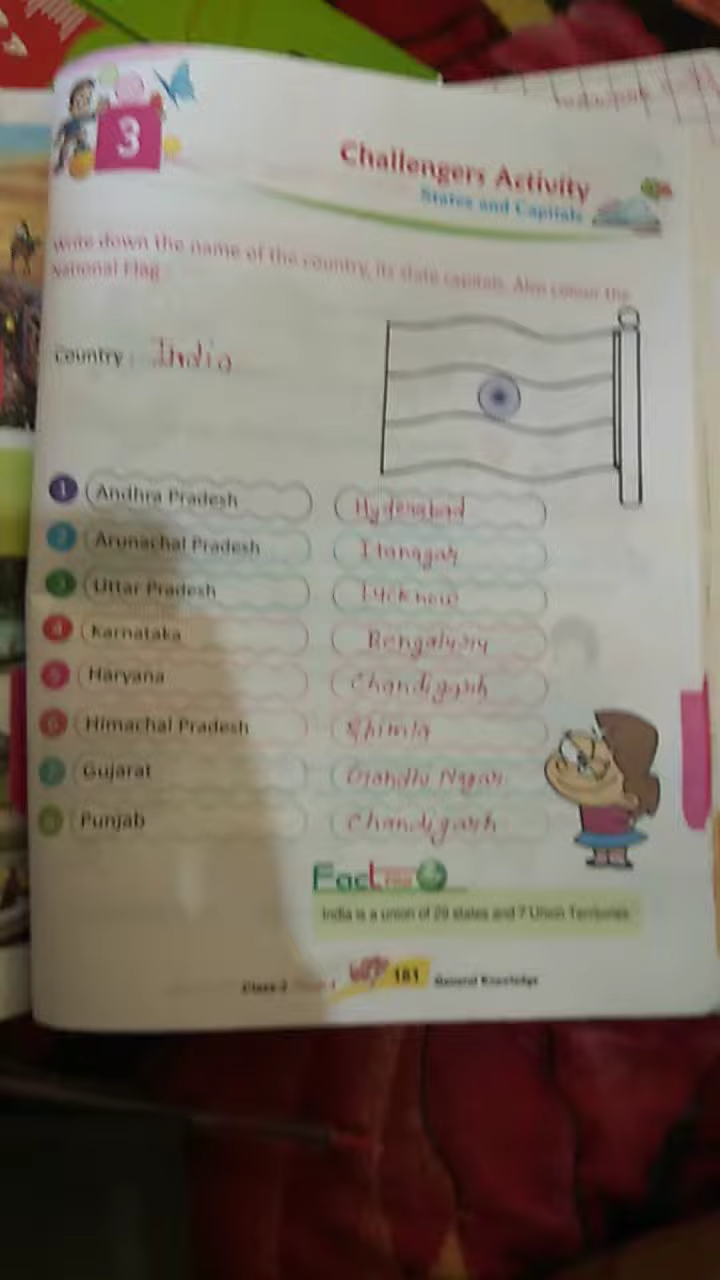 3
Challengers Activity
States and Capitals
Write down the name of the country, its state capitals. Also colour the
National Flag
Country : India
1 Andhra Pradesh Hyderabad
2 Arunachal Pradesh Itanagar
3 Uttar Pradesh Lucknow
4 Karnataka Bengaluru
5 Haryana Chandigarh
6 Himachal Pradesh Shimla
7 Gujarat Gandhi Nagar
8 Punjab Chandigarh
Fact
India is a union of 29 states and 7 Union Territories
Class-2 181 General Knowledge